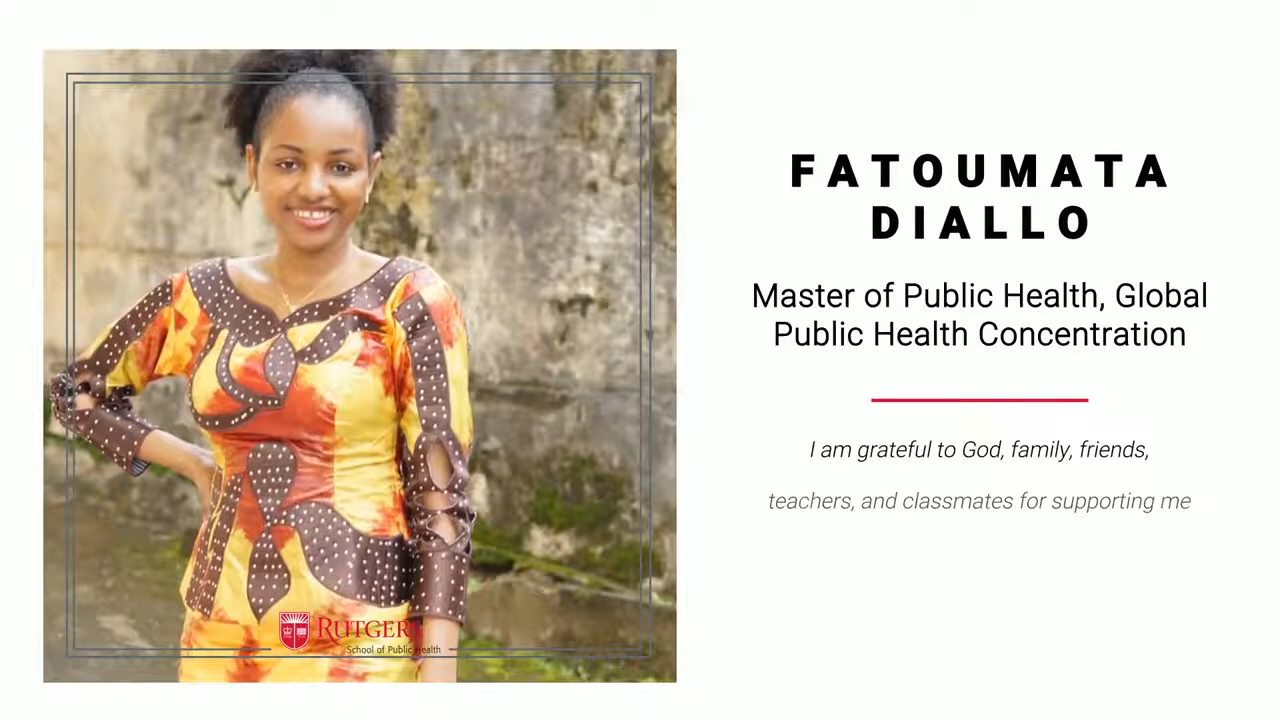 FATOUMATA
DIALLO
Master of Public Health, Global
Public Health Concentration
I am grateful to God, family, friends,
teachers, and classmates for supporting me
RUTGERS
School of Public Health